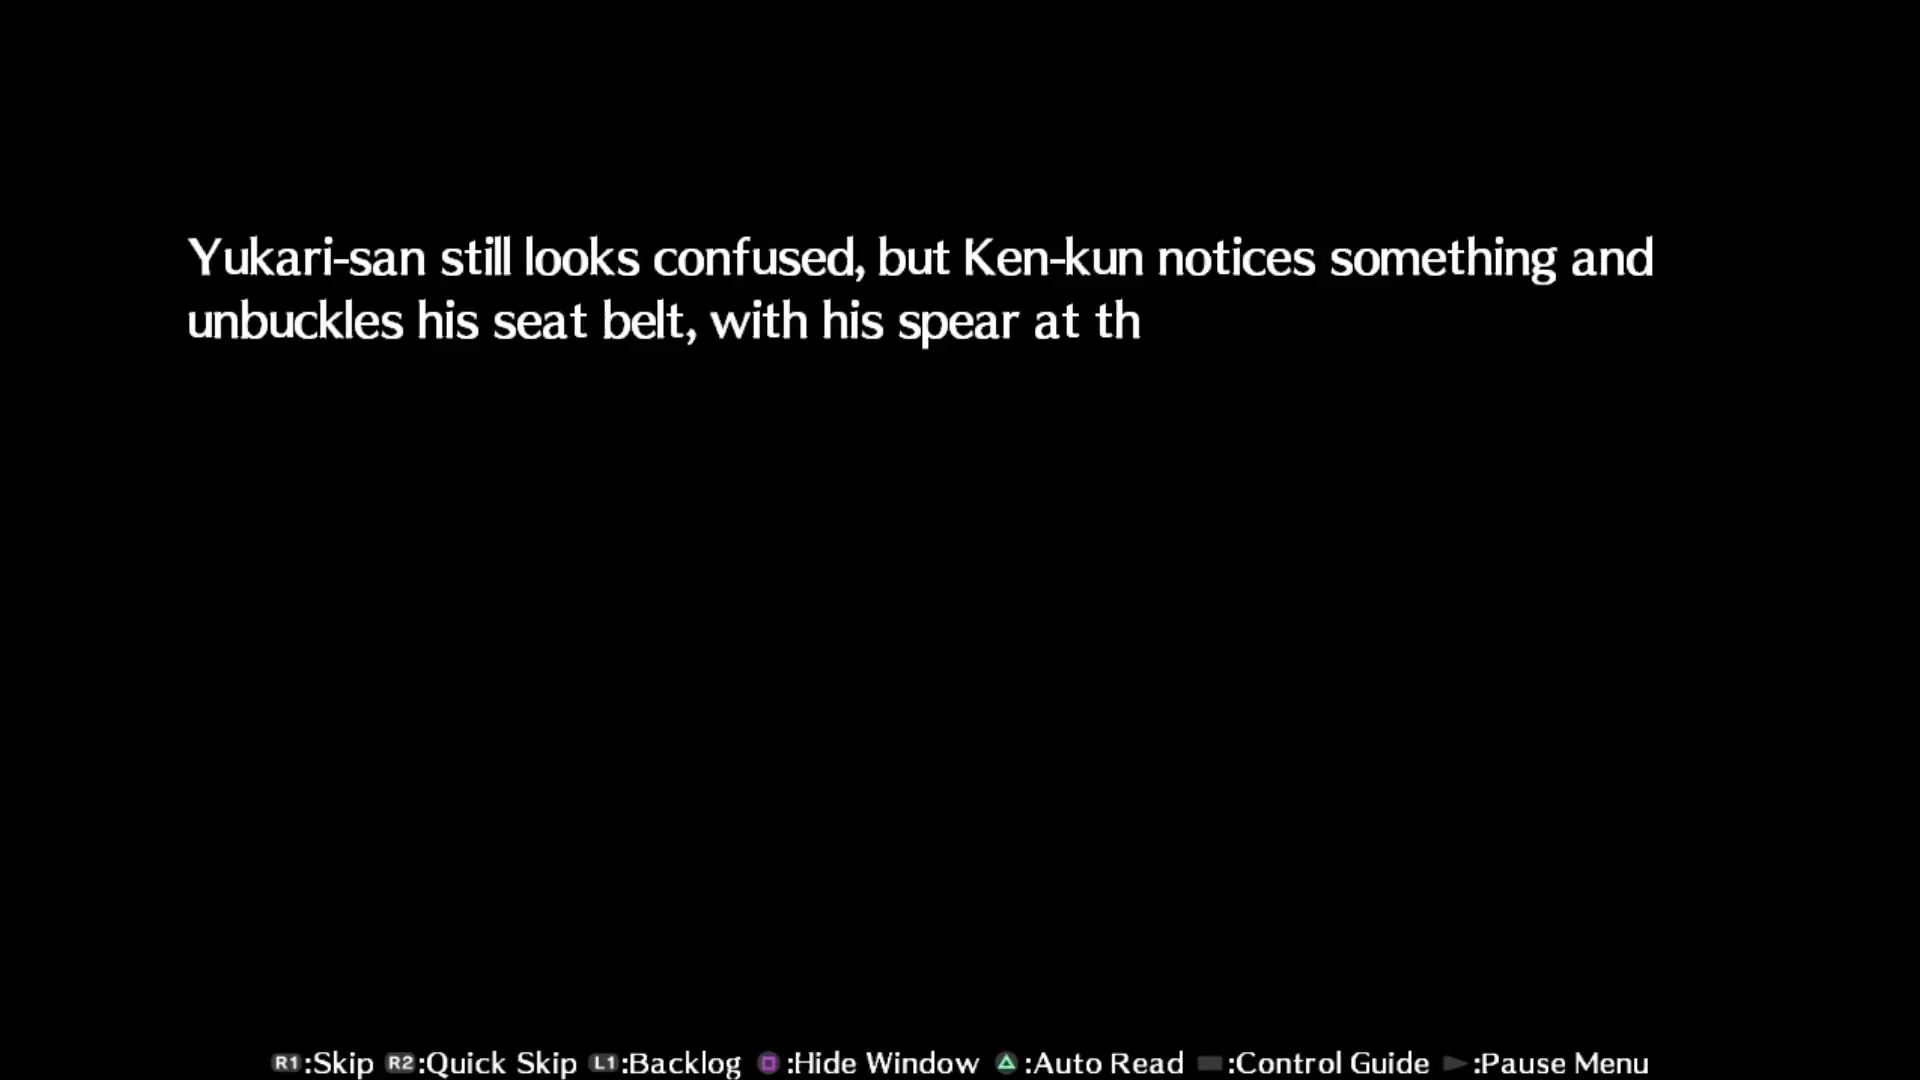 Yukari-san still looks confused, but Ken-kun notices something and
unbuckles his seat belt, with his spear at th
R1:Skip R2:Quick Skip L1:Backlog :Hide Window :Auto Read :Control Guide :Pause Menu